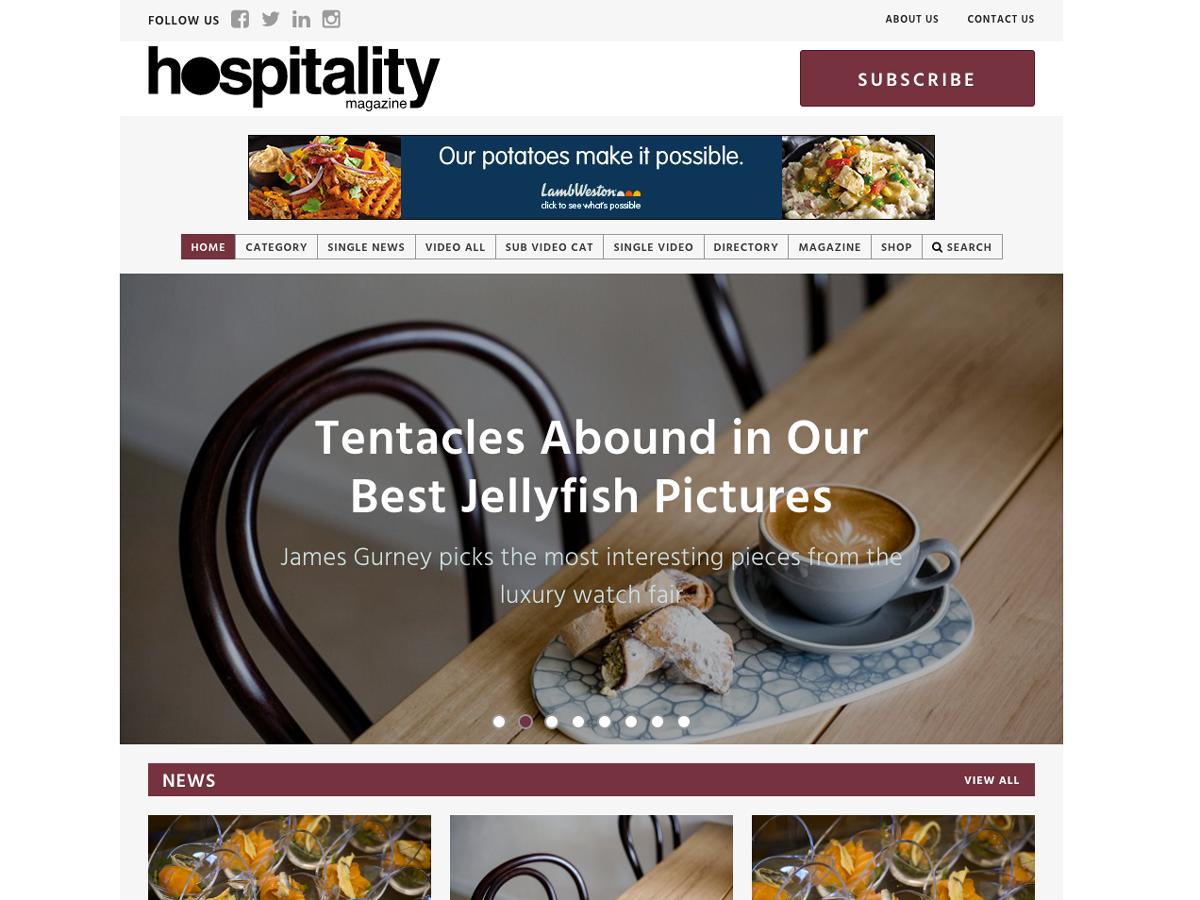 FOLLOW US
ABOUT US
CONTACT US
hospitality
magazine
SUBSCRIBE
Our potatoes make it possible.
LambWeston
click to see what's possible
HOME
CATEGORY
SINGLE NEWS
VIDEO ALL
SUB VIDEO CAT
SINGLE VIDEO
DIRECTORY
MAGAZINE
SHOP
SEARCH
Tentacles Abound in Our
Best Jellyfish Pictures
James Gurney picks the most interesting pieces from the
luxury watch fair
NEWS
VIEW ALL